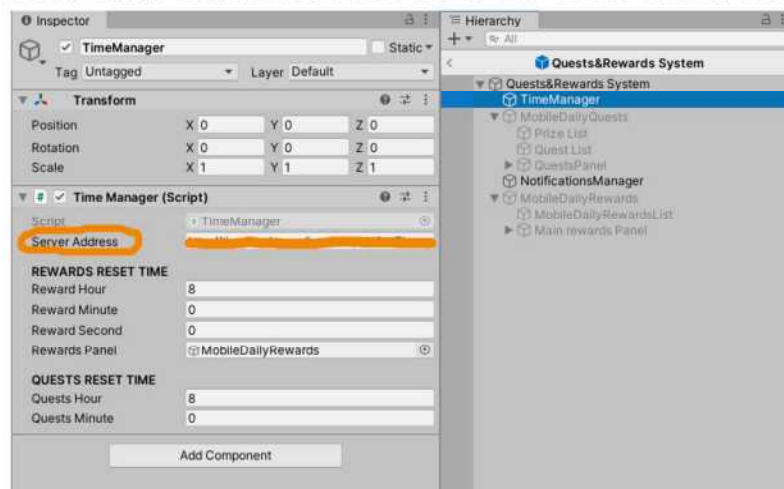 Inspector
TimeManager
Static
Tag Untagged Layer Default
Transform
Position X 0 Y 0 Z 0
Rotation X 0 Y 0 Z 0
Scale X 1 Y 1 Z 1
# Time Manager (Script)
Script TimeManager
Server Address
REWARDS RESET TIME
Reward Hour 8
Reward Minute 0
Reward Second 0
Rewards Panel MobileDailyRewards
QUESTS RESET TIME
Quests Hour 8
Quests Minute 0
Add Component
Hierarchy
+ All
< Quests&Rewards System
Quests&Rewards System
TimeManager
MobileDailyQuests
Prize List
Quest List
QuestsPanel
NotificationsManager
MobileDailyRewards
MobileDailyRewardsList
Main rewards Panel